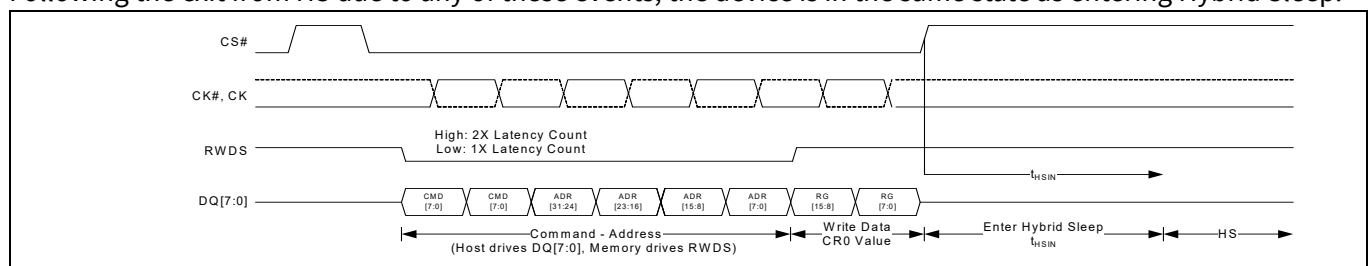 Following the exit from HS due to any of these events, the device is in the same state as entering Hybrid Sleep.
CS#
CK#, CK
High: 2X Latency Count
Low: 1X Latency Count
RWDS
tHSIN
DQ[7:0]
CMD [7:0]
CMD [7:0]
ADR [31:24]
ADR [23:16]
ADR [15:8]
ADR [7:0]
RG [15:8]
RG [7:0]
Command - Address
(Host drives DQ[7:0], Memory drives RWDS)
Write Data
CR0 Value
Enter Hybrid Sleep
tHSIN
HS